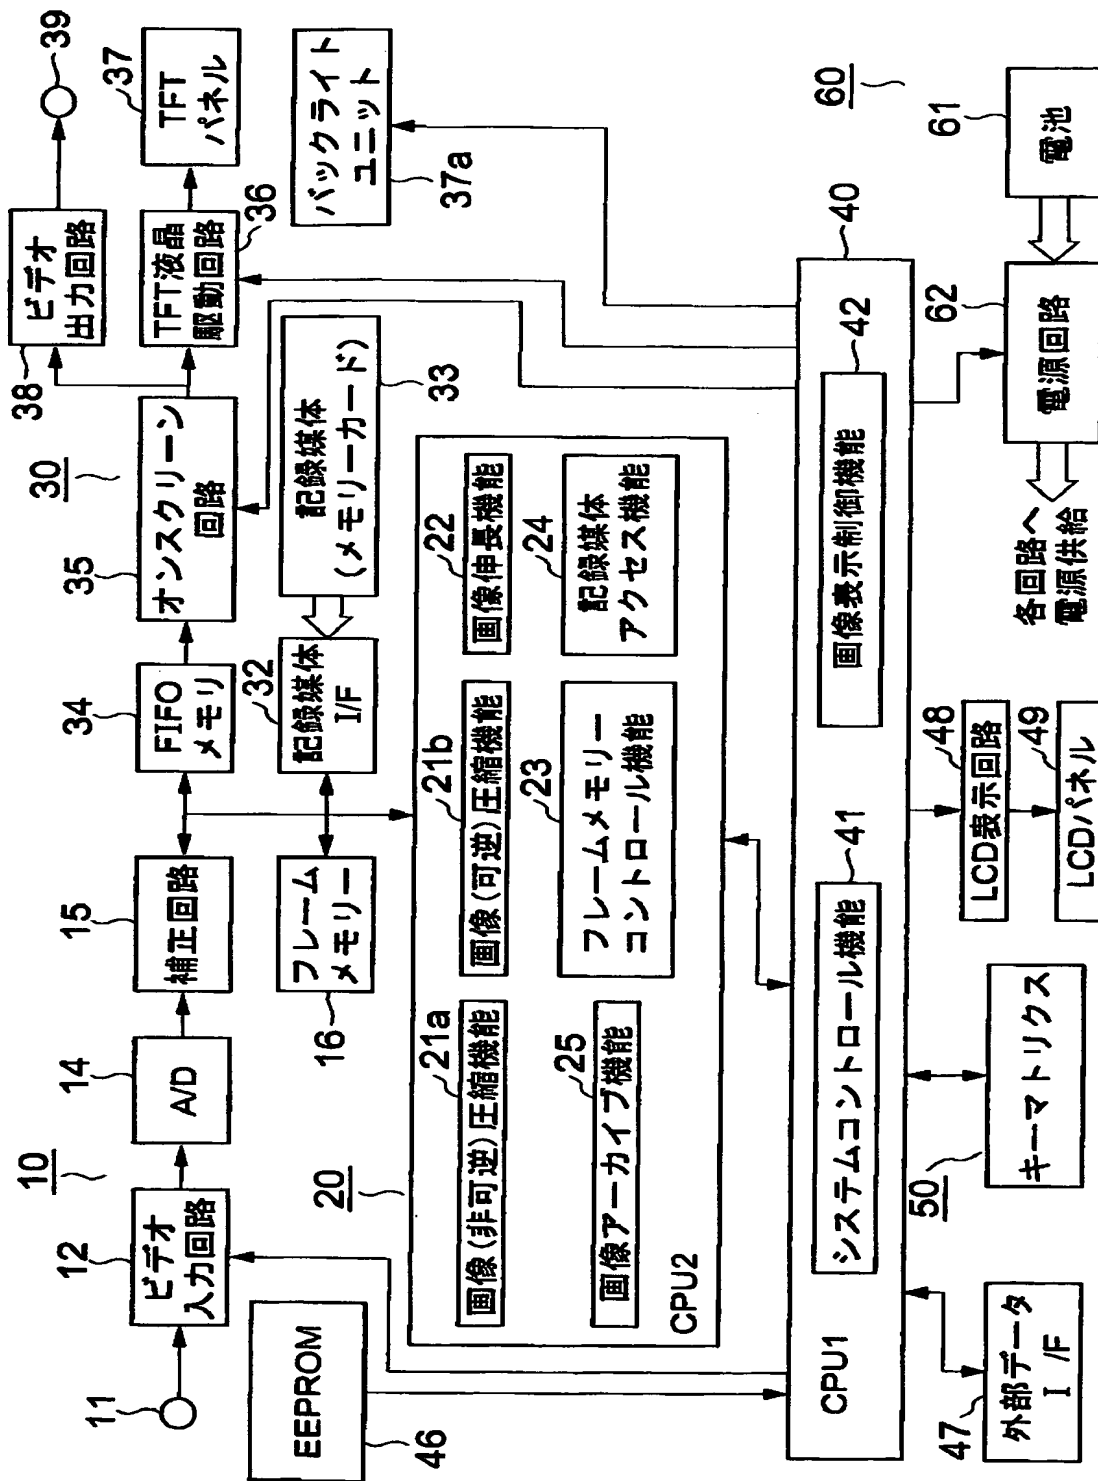 11
12
ビデオ
入力回路
10
14
A/D
15
補正回路
34
FIFO
メモリ
35
オンスクリーン
回路
30
38
ビデオ
出力回路
39
TFT液晶
駆動回路
36
37
TFT
パネル
バックライト
ユニット
37a
EEPROM
46
16
フレーム
メモリー
32
記録媒体
I/F
記録媒体
(メモリーカード)
33
20
21a
画像(非可逆)圧縮機能
21b
画像(可逆)圧縮機能
22
画像伸長機能
25
画像アーカイブ機能
23
フレームメモリー
コントロール機能
24
記録媒体
アクセス機能
CPU2
CPU1
システムコントロール機能
41
画像表示制御機能
42
40
47
外部データ
I/F
50
キーマトリクス
48
LCD表示回路
49
LCDパネル
60
61
電池
62
電源回路
各回路へ
電源供給